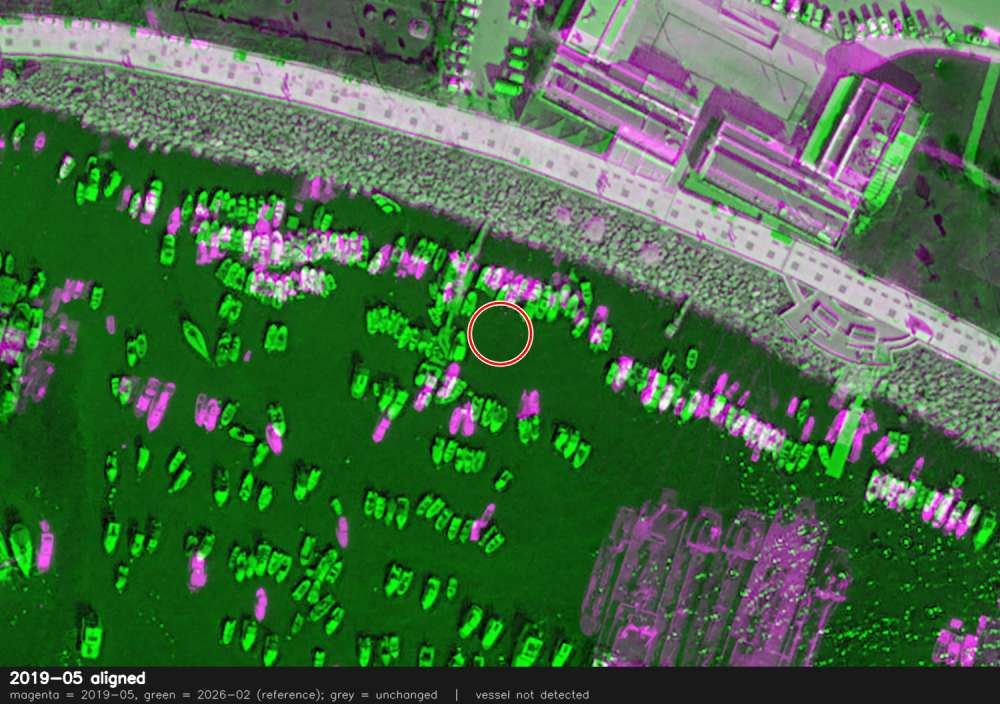 2019-05 aligned
magenta = 2019-05, green = 2026-02 (reference); grey = unchanged | vessel not detected